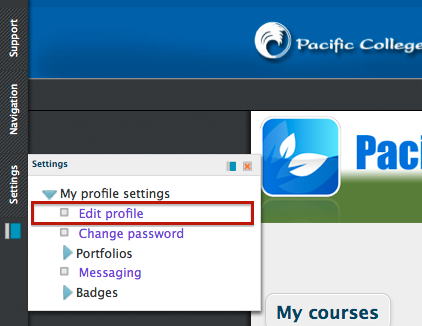 Support
Navigation
Settings
Pacific College
Settings
My profile settings
Edit profile
Change password
Portfolios
Messaging
Badges
Paci
My courses